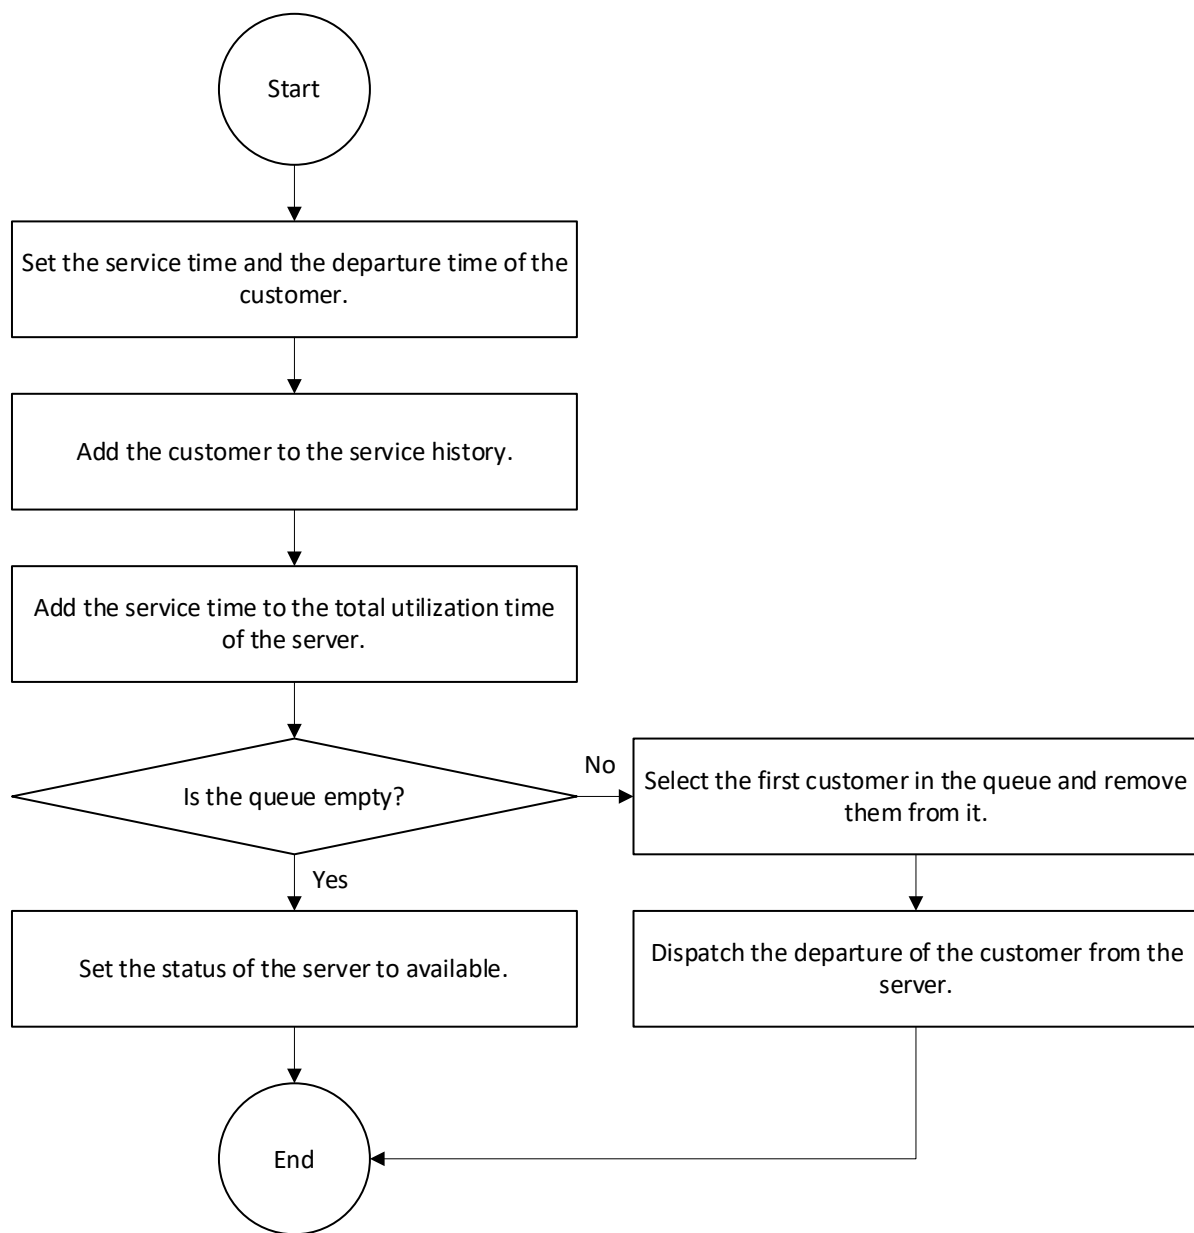 Start
Set the service time and the departure time of the
customer.
Add the customer to the service history.
Add the service time to the total utilization time
of the server.
Is the queue empty?
No
Select the first customer in the queue and remove
them from it.
Yes
Set the status of the server to available.
Dispatch the departure of the customer from the
server.
End